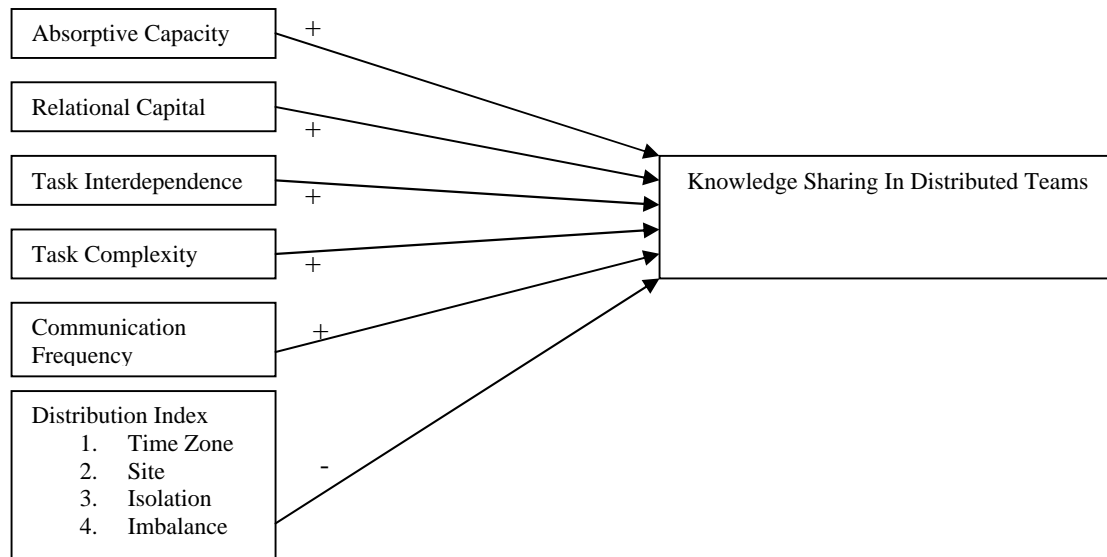 Absorptive Capacity
+
Relational Capital
+
Task Interdependence
+
Task Complexity
+
Communication
Frequency
+
Distribution Index
1. Time Zone
2. Site
3. Isolation
4. Imbalance
-
Knowledge Sharing In Distributed Teams